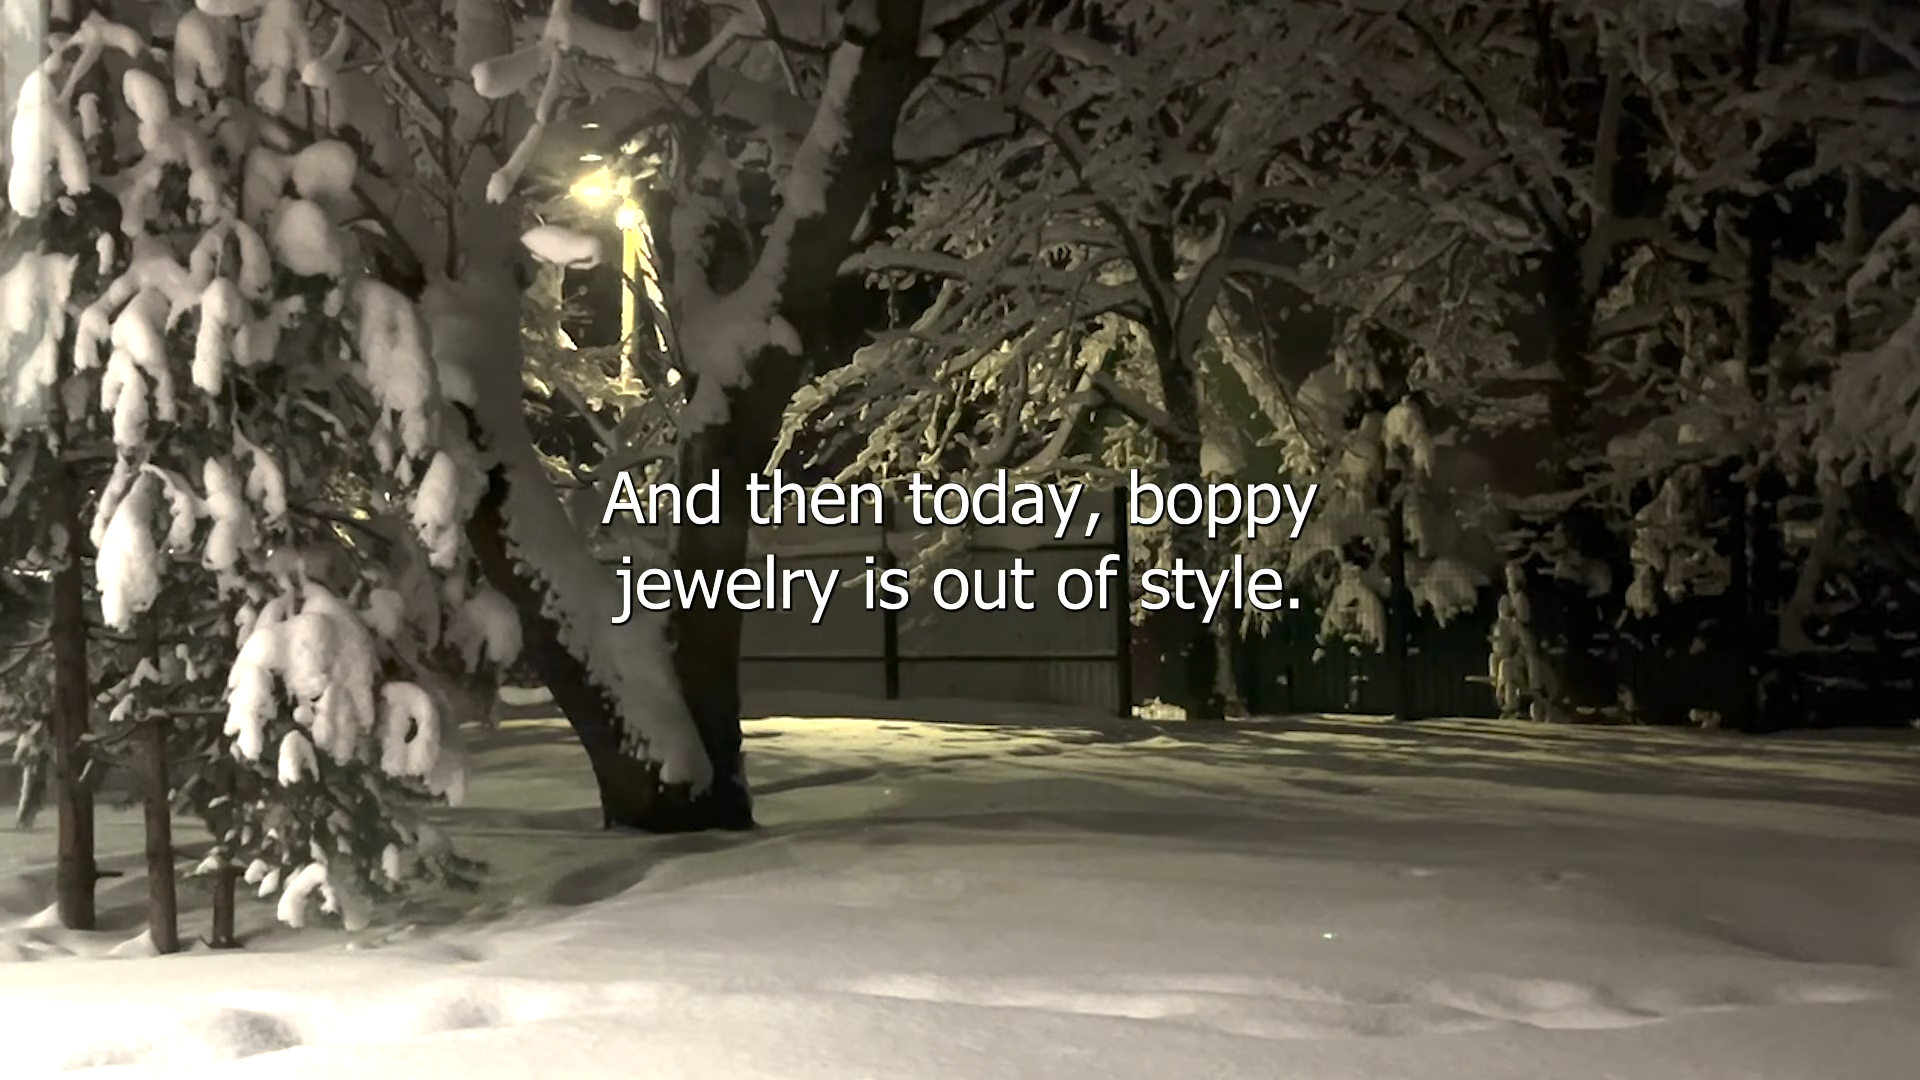 And then today, boppy
jewelry is out of style.